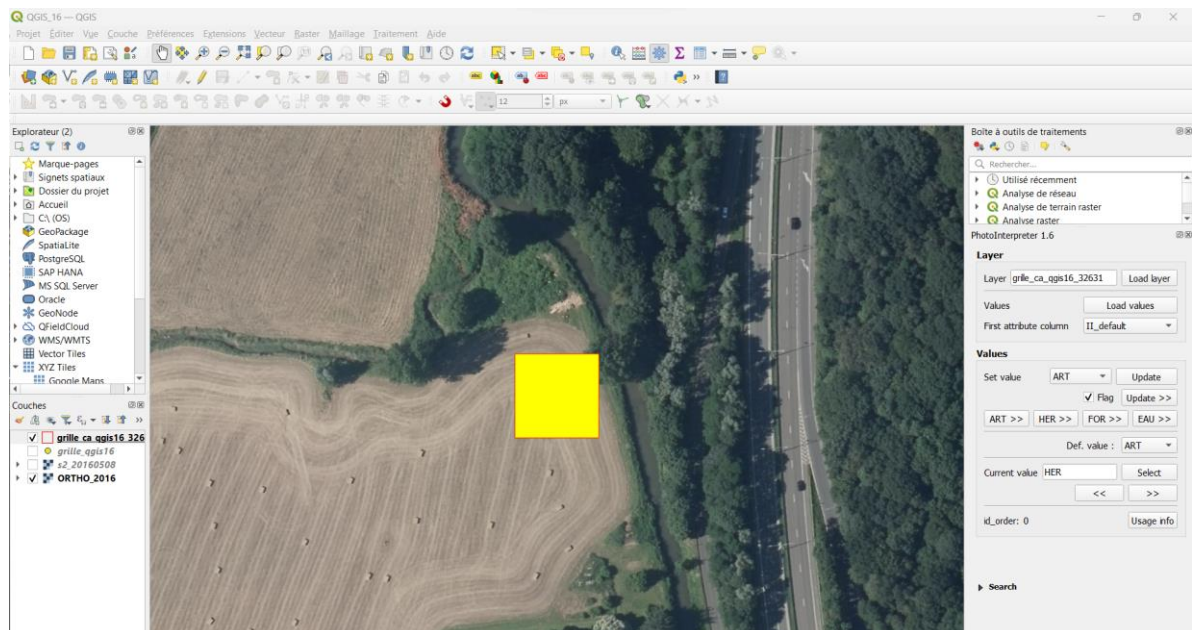 QGIS_16 — QGIS
Projet Éditer Vue Couche Préférences Extensions Vecteur Raster Maillage Traitement Aide
12 px
Explorateur (2)
Marque-pages
Signets spatiaux
Dossier du projet
Accueil
C:\ (OS)
GeoPackage
SpatiaLite
PostgreSQL
SAP HANA
MS SQL Server
Oracle
GeoNode
QFieldCloud
WMS/WMTS
Vector Tiles
XYZ Tiles
Google Maps
Couches
grille_ca_qgis16_326
grille_qgis16
s2_20160508
ORTHO_2016
Boîte à outils de traitements
Rechercher...
Utilisé récemment
Analyse de réseau
Analyse de terrain raster
Analyse raster
PhotoInterpreter 1.6
Layer
Layer grille_ca_qgis16_32631 Load layer
Values Load values
First attribute column II_default
Values
Set value ART Update
Flag Update >>
ART >> HER >> FOR >> EAU >>
Def. value : ART
Current value HER Select
<< >>
id_order: 0 Usage info
Search